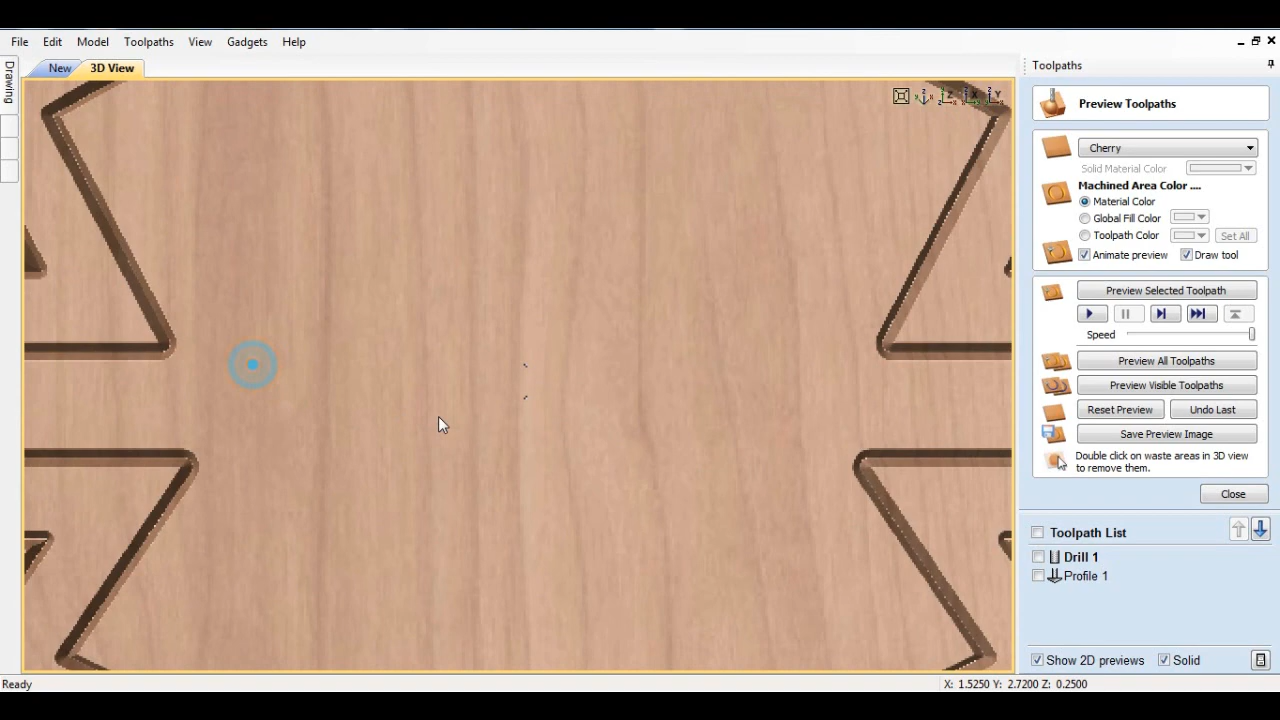 File Edit Model Toolpaths View Gadgets Help
Drawing
New 3D View
Toolpaths
Preview Toolpaths
Cherry
Solid Material Color
Machined Area Color ....
Material Color
Global Fill Color
Toolpath Color Set All
Animate preview Draw tool
Preview Selected Toolpath
Speed
Preview All Toolpaths
Preview Visible Toolpaths
Reset Preview Undo Last
Save Preview Image
Double click on waste areas in 3D view
to remove them.
Close
Toolpath List
Drill 1
Profile 1
Show 2D previews Solid
Ready X: 1.5250 Y: 2.7200 Z: 0.2500